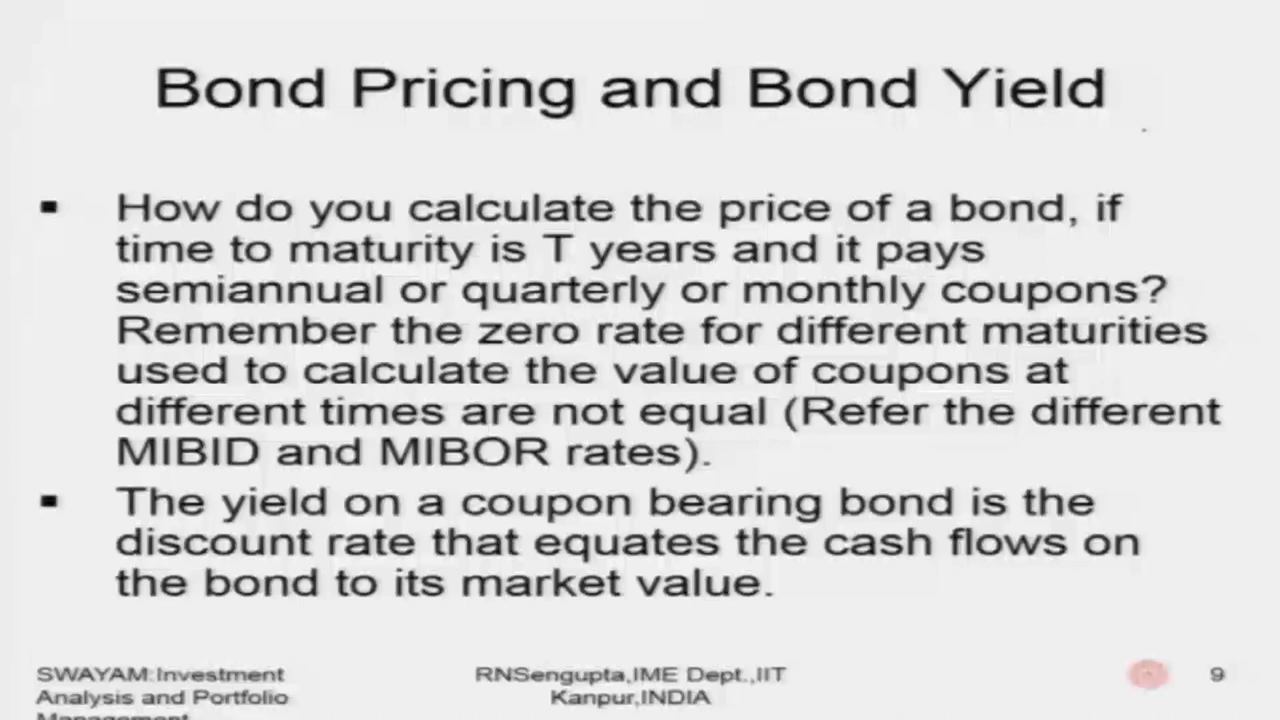 Bond Pricing and Bond Yield
▪ How do you calculate the price of a bond, if
time to maturity is T years and it pays
semiannual or quarterly or monthly coupons?
Remember the zero rate for different maturities
used to calculate the value of coupons at
different times are not equal (Refer the different
MIBID and MIBOR rates).
▪ The yield on a coupon bearing bond is the
discount rate that equates the cash flows on
the bond to its market value.
SWAYAM:Investment
Analysis and Portfolio
Management
RNSengupta,IME Dept.,IIT
Kanpur,INDIA
9